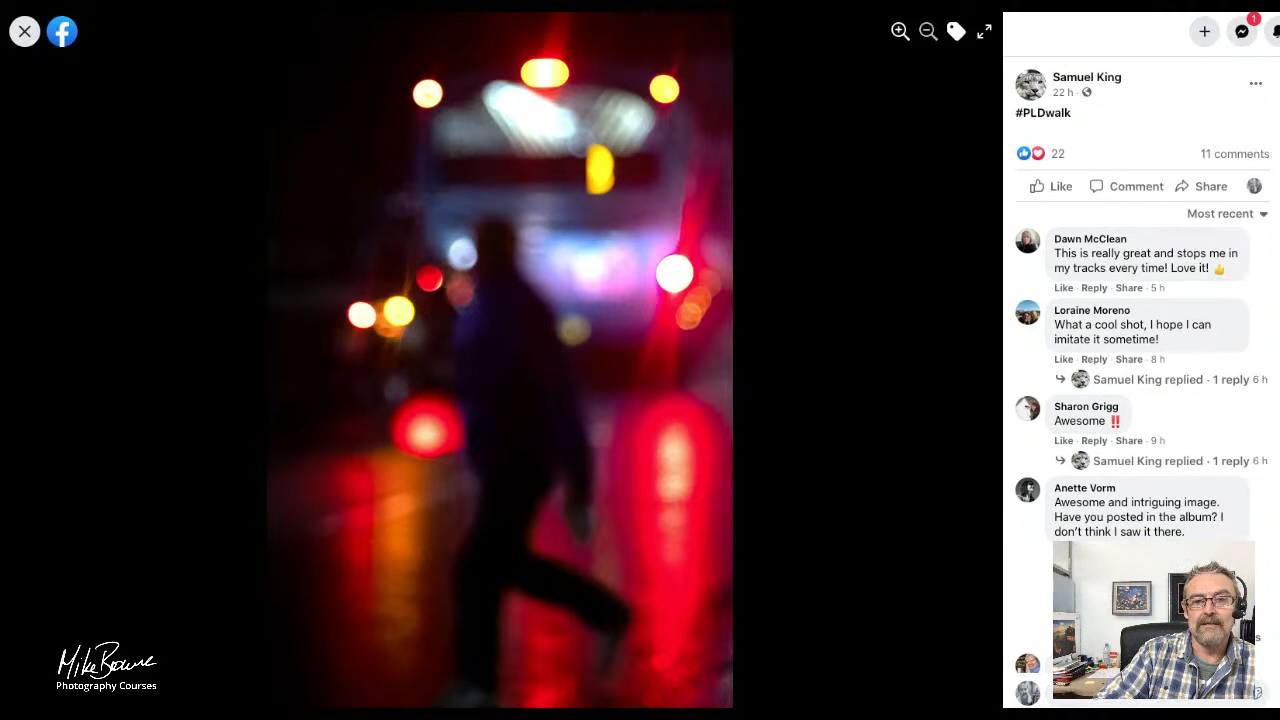 1
Samuel King
22 h ·
#PLDwalk
22
11 comments
Like
Comment
Share
Most recent
Dawn McClean
This is really great and stops me in
my tracks every time! Love it!
Like · Reply · Share · 5 h
Loraine Moreno
What a cool shot, I hope I can
imitate it sometime!
Like · Reply · Share · 8 h
Samuel King replied · 1 reply 6 h
Sharon Grigg
Awesome ‼️
Like · Reply · Share · 9 h
Samuel King replied · 1 reply 6 h
Anette Vorm
Awesome and intriguing image.
Have you posted in the album? I
don't think I saw it there.
Mike Browne
Photography Courses